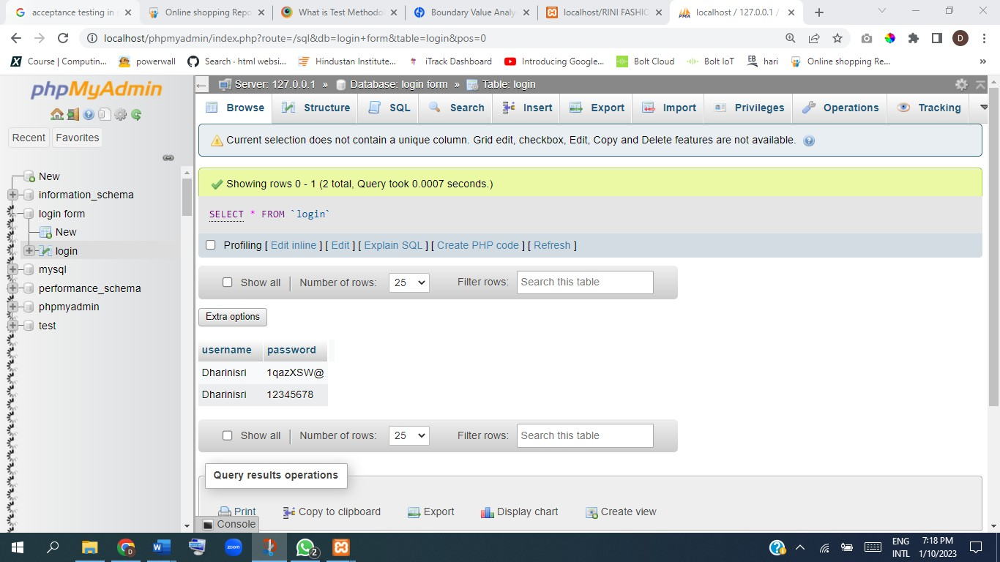 acceptance testing in
Online shopping Repo
What is Test Methodo
Boundary Value Analy
localhost/RINI FASHIO
localhost / 127.0.0.1 /
localhost/phpmyadmin/index.php?route=/sql&db=login+form&table=login&pos=0
D
Course | Computin...
powerwall
Search · html websi...
Hindustan Institute...
iTrack Dashboard
Introducing Google...
Bolt Cloud
Bolt IoT
hari
Online shopping Re...
»
phpMyAdmin
Server: 127.0.0.1 » Database: login form » Table: login
Browse Structure SQL Search Insert Export Import Privileges Operations Tracking
Recent Favorites
New
information_schema
login form
New
login
mysql
performance_schema
phpmyadmin
test
Current selection does not contain a unique column. Grid edit, checkbox, Edit, Copy and Delete features are not available.
Showing rows 0 - 1 (2 total, Query took 0.0007 seconds.)
SELECT * FROM `login`
Profiling [ Edit inline ] [ Edit ] [ Explain SQL ] [ Create PHP code ] [ Refresh ]
Show all | Number of rows: 25 Filter rows: Search this table
Extra options
username password
Dharinisri 1qazXSW@
Dharinisri 12345678
Show all | Number of rows: 25 Filter rows: Search this table
Query results operations
Print Copy to clipboard Export Display chart Create view
Console
zoom
2
ENG
INTL
7:18 PM
1/10/2023